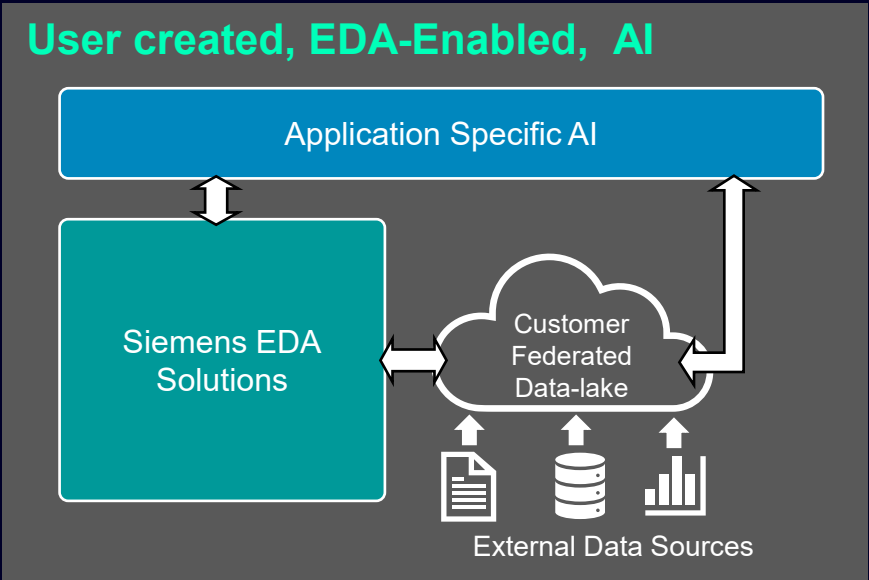 User created, EDA-Enabled, AI
Application Specific AI
Siemens EDA
Solutions
Customer
Federated
Data-lake
External Data Sources